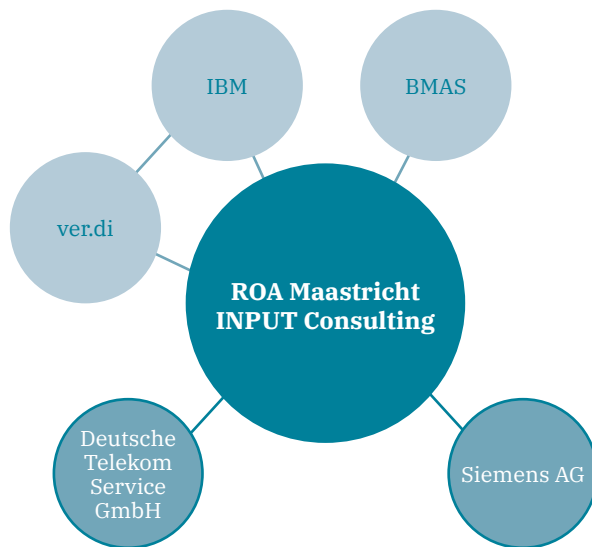 IBM
BMAS
ver.di
ROA Maastricht
INPUT Consulting
Deutsche
Telekom
Service
GmbH
Siemens AG